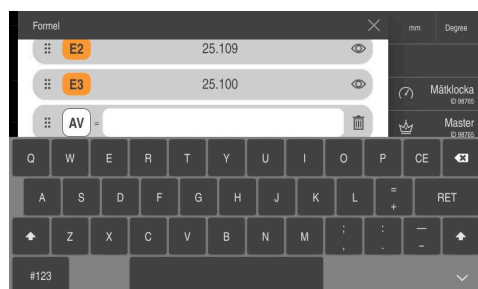 Formel
mm Degree
E2 25.109
E3 25.100
Mätklocka
ID 98765
AV =
Master
ID 98765
Q W E R T Y U I O P CE
A S D F G H J K L = + RET
Z X C V B N M ; , : . _ -
#123